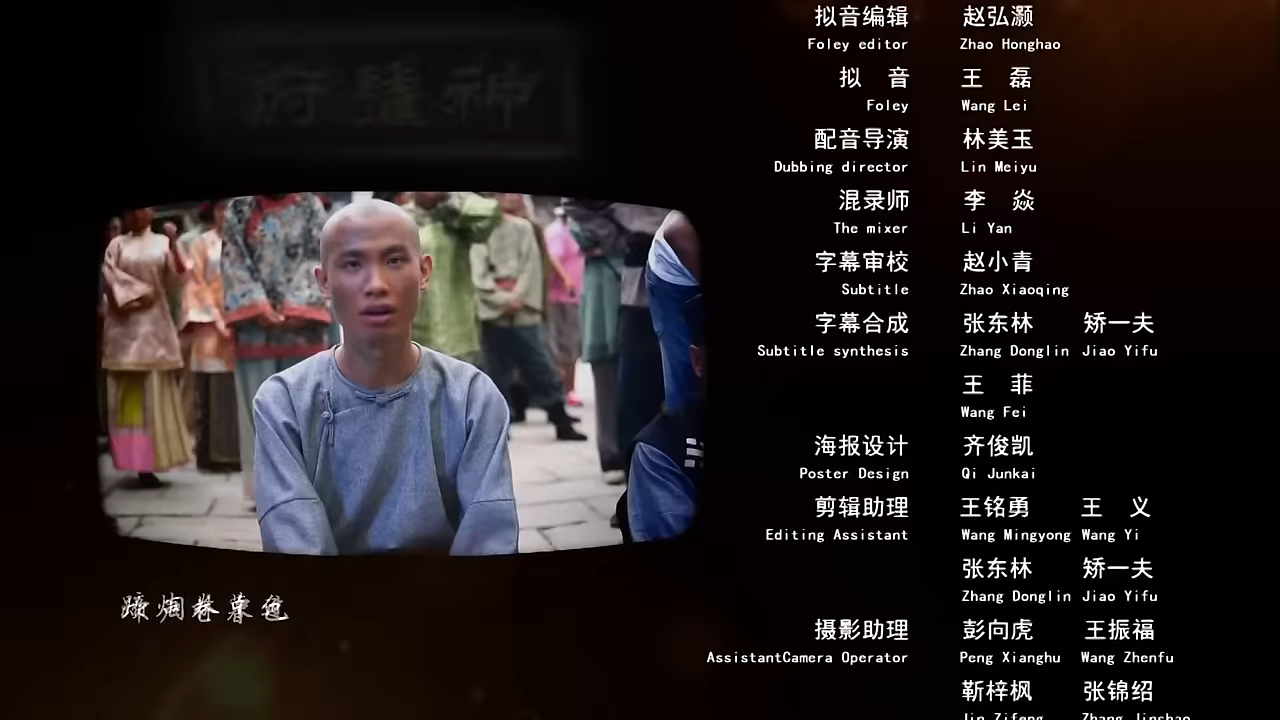 拟音编辑 赵弘灏
Foley editor Zhao Honghao
拟 音 王 磊
Foley Wang Lei
配音导演 林美玉
Dubbing director Lin Meiyu
混录师 李 焱
The mixer Li Yan
字幕审校 赵小青
Subtitle Zhao Xiaoqing
字幕合成 张东林 矫一夫
Subtitle synthesis Zhang Donglin Jiao Yifu
王 菲
Wang Fei
海报设计 齐俊凯
Poster Design Qi Junkai
剪辑助理 王铭勇 王 义
Editing Assistant Wang Mingyong Wang Yi
张东林 矫一夫
Zhang Donglin Jiao Yifu
摄影助理 彭向虎 王振福
AssistantCamera Operator Peng Xianghu Wang Zhenfu
靳梓枫 张锦绍
Jin Zifeng Zhang Jinshao